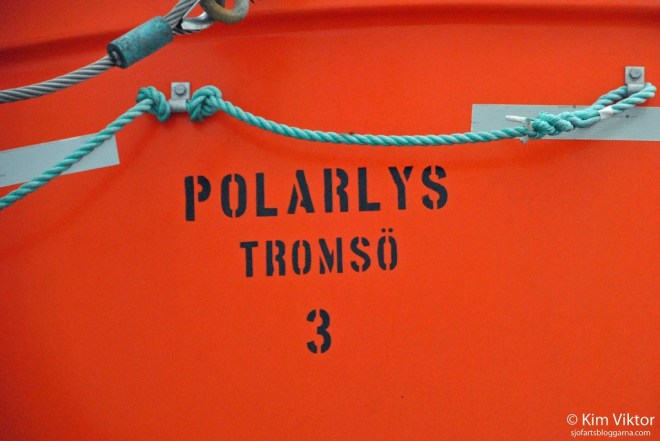 POLARLYS
TROMSÖ
3
© Kim Viktor
sjofartsbloggarna.com